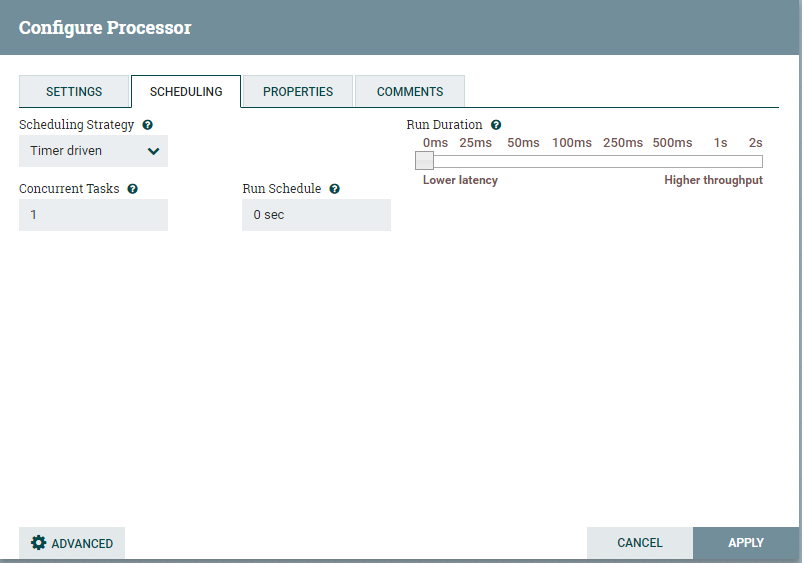 Configure Processor
SETTINGS
SCHEDULING
PROPERTIES
COMMENTS
Scheduling Strategy
Timer driven
Run Duration
0ms 25ms 50ms 100ms 250ms 500ms 1s 2s
Lower latency
Higher throughput
Concurrent Tasks
1
Run Schedule
0 sec
ADVANCED
CANCEL
APPLY